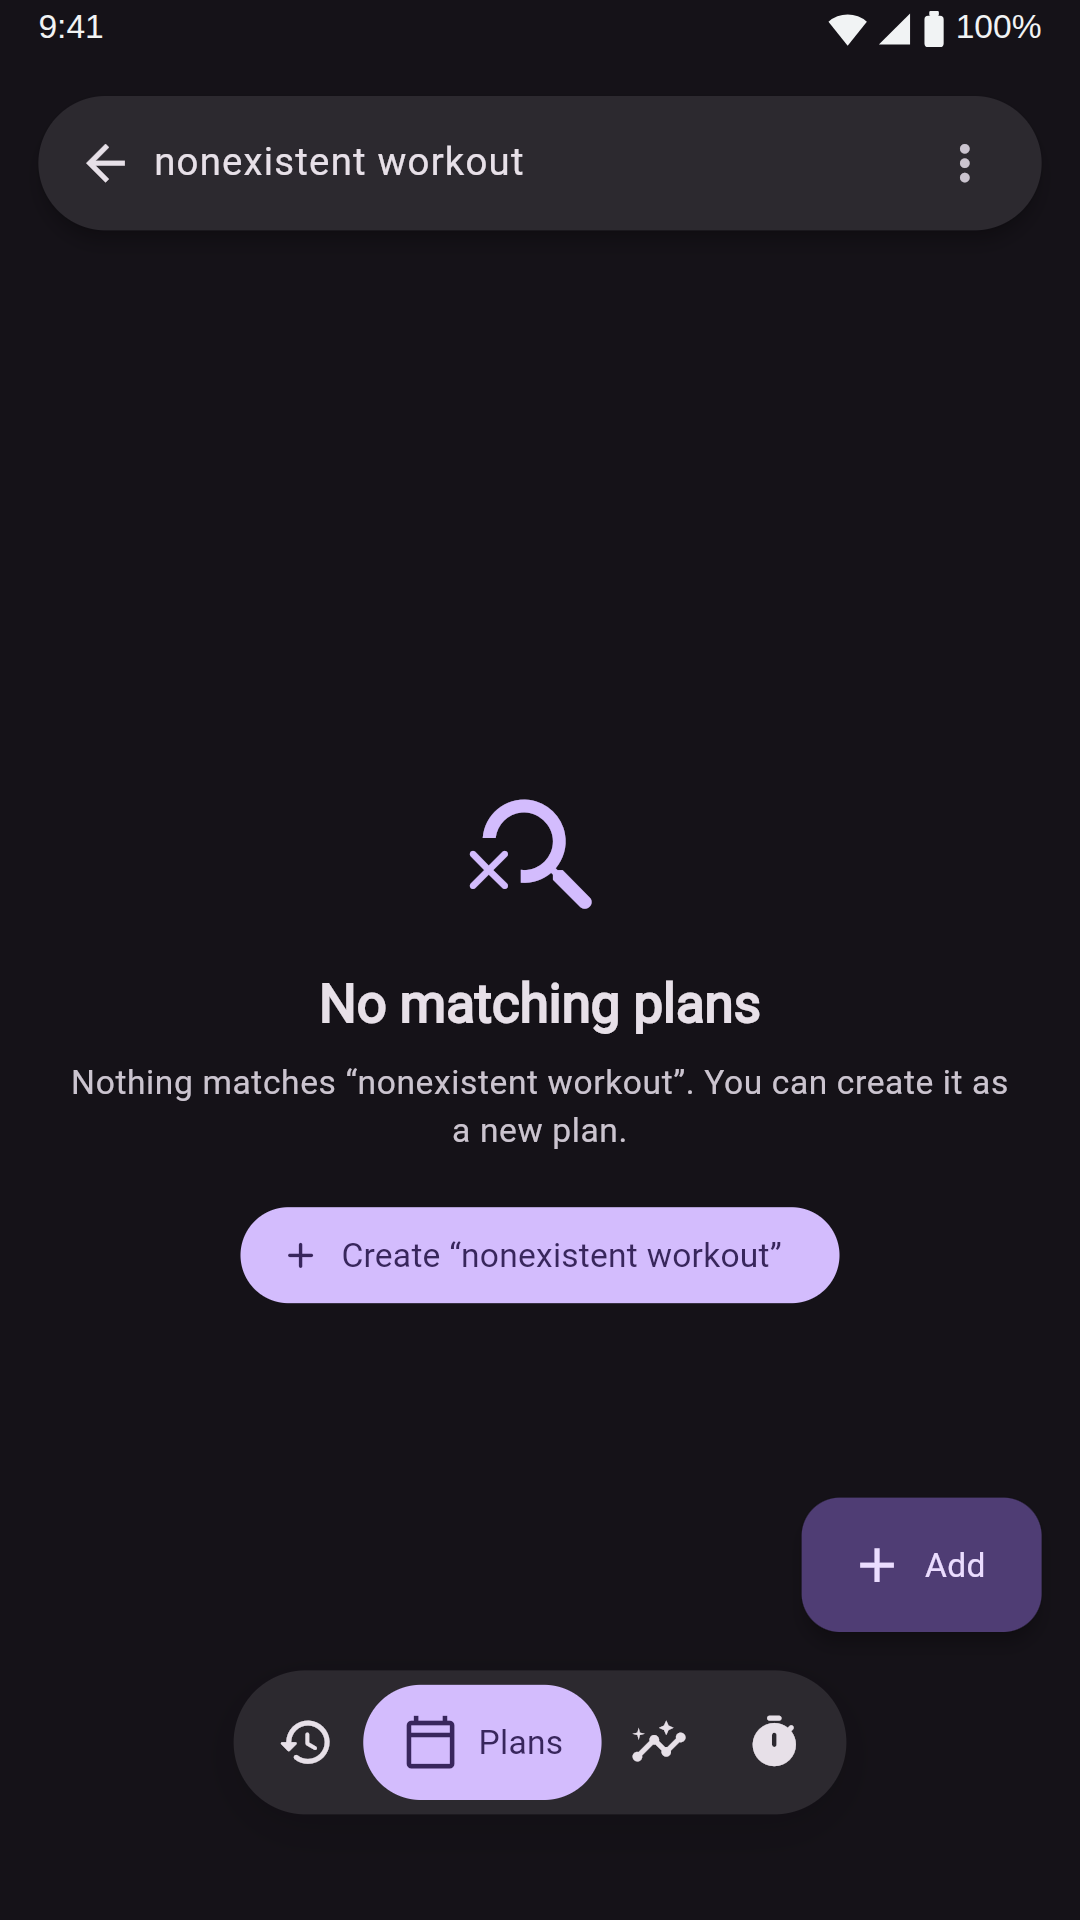 9:41
100%
nonexistent workout
No matching plans
Nothing matches “nonexistent workout”. You can create it as
a new plan.
Create “nonexistent workout”
Add
Plans